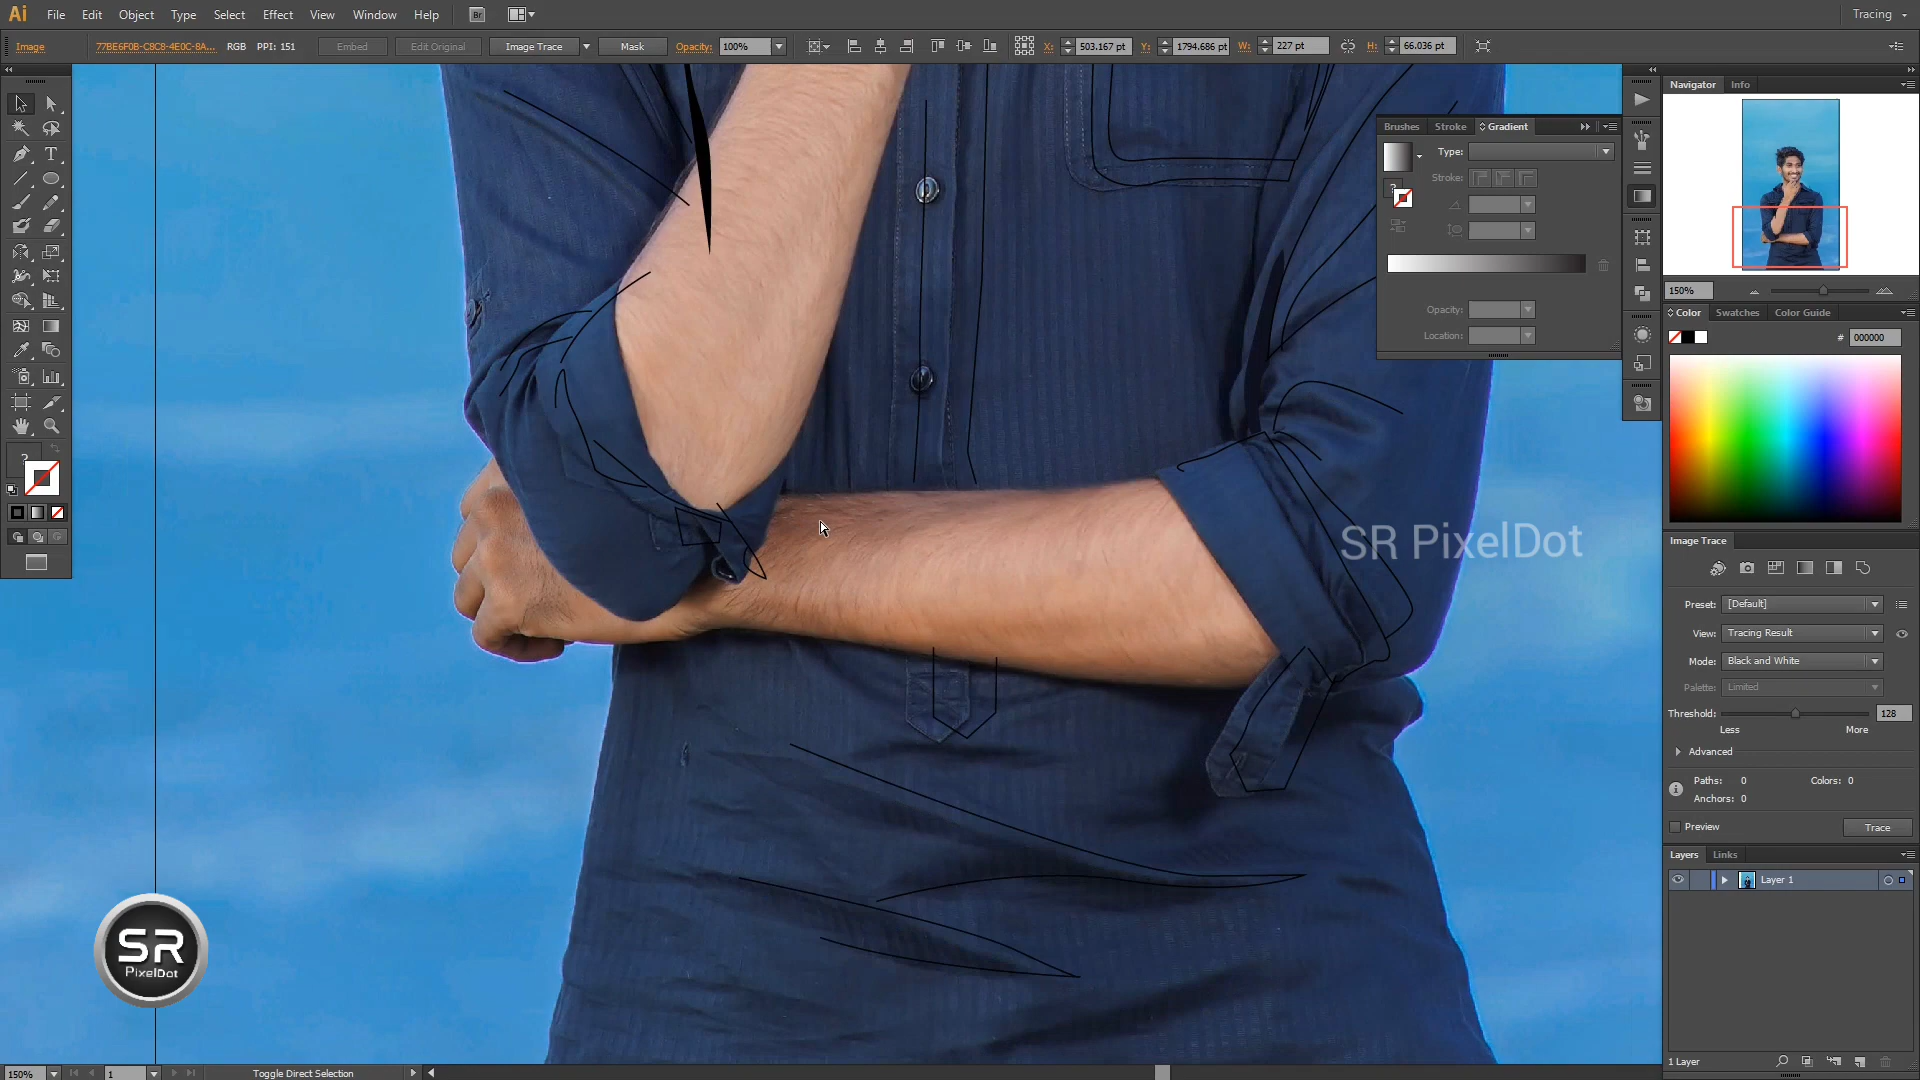 Ai File Edit Object Type Select Effect View Window Help Br Tracing
Image 77BE6F0B-C8C8-4E0C-8A... RGB PPI: 151 Embed Edit Original Image Trace Mask Opacity: 100% X: 503.167 pt Y: 1794.686 pt W: 227 pt H: 66.036 pt
Navigator Info
Brushes Stroke Gradient
Type:
Stroke:
Opacity:
Location:
150%
Color Swatches Color Guide
# 000000
T
?
?
SR PixelDot
Image Trace
Preset: [Default]
View: Tracing Result
Mode: Black and White
Palette: Limited
Threshold: 128
Less More
Advanced
Paths: 0 Colors: 0
Anchors: 0
Preview Trace
Layers Links
Layer 1
SR
PixelDot
1 Layer
150% 1 Toggle Direct Selection